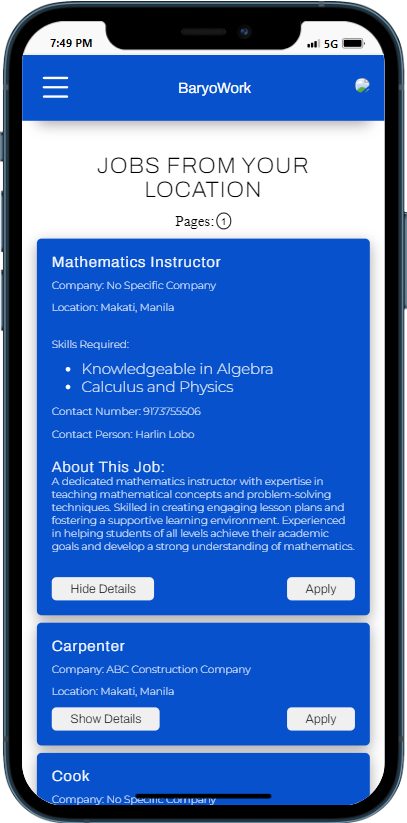 7:49 PM 5G
BaryoWork
JOBS FROM YOUR
LOCATION
Pages: 1
Mathematics Instructor
Company: No Specific Company
Location: Makati, Manila
Skills Required:
• Knowledgeable in Algebra
• Calculus and Physics
Contact Number: 9173755506
Contact Person: Harlin Lobo
About This Job:
A dedicated mathematics instructor with expertise in
teaching mathematical concepts and problem-solving
techniques. Skilled in creating engaging lesson plans and
fostering a supportive learning environment. Experienced
in helping students of all levels achieve their academic
goals and develop a strong understanding of mathematics.
Hide Details Apply
Carpenter
Company: ABC Construction Company
Location: Makati, Manila
Show Details Apply
Cook
Company: No Specific Company